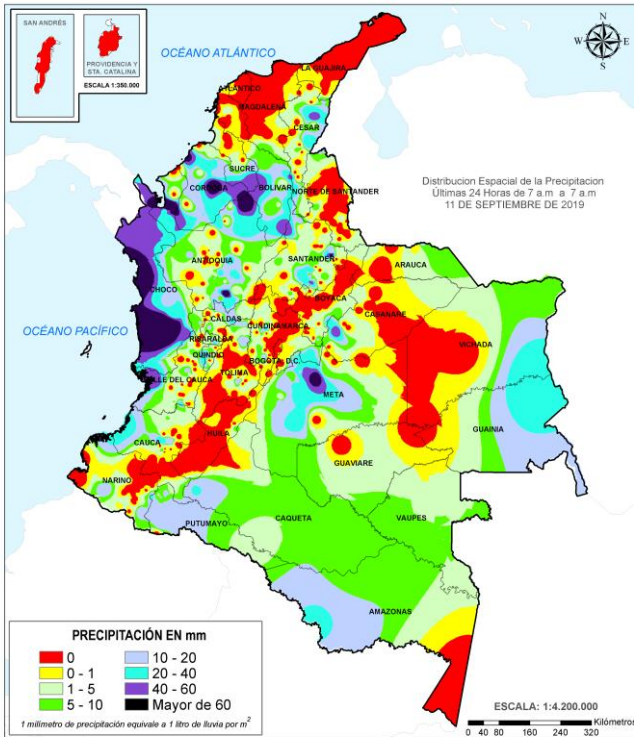 SAN ANDRÉS
PROVIDENCIA Y
STA. CATALINA
ESCALA 1:350.000
OCÉANO ATLÁNTICO
N
W
E
S
LA GUAJIRA
ATLÁNTICO
MAGDALENA
CESAR
SUCRE
CORDOBA
BOLIVAR
NORTE DE SANTANDER
Distribucion Espacial de la Precipitacion
Últimas 24 Horas de 7 a.m a 7 a.m
11 DE SEPTIEMBRE DE 2019
ANTIOQUIA
SANTANDER
ARAUCA
CHOCO
BOYACA
CASANARE
CALDAS
OCÉANO PACÍFICO
CUNDINAMARCA
RISARALDA
VICHADA
BOGOTA, D.C.
QUINDIO
TOLIMA
VALLE DEL CAUCA
META
GUAINIA
CAUCA
HUILA
GUAVIARE
NARIÑO
PUTUMAYO
CAQUETA
VAUPES
AMAZONAS
PRECIPITACIÓN EN mm
0
10 - 20
0 - 1
20 - 40
1 - 5
40 - 60
5 - 10
Mayor de 60
1 milimetro de precipitación equivale a 1 litro de lluvia por m²
ESCALA: 1:4.200.000
Kilómetros
0 40 80 160 240 320